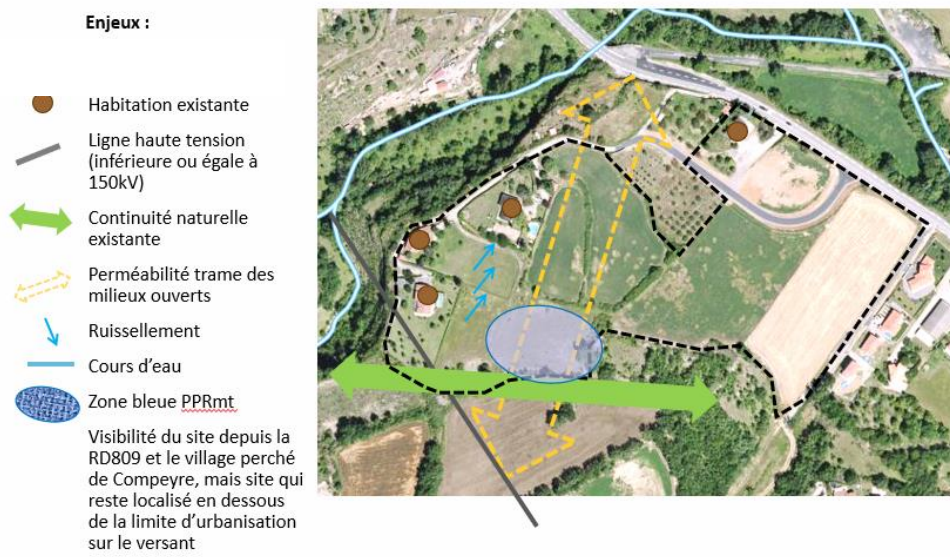 Enjeux :
Habitation existante
Ligne haute tension
(inférieure ou égale à
150kV)
Continuité naturelle
existante
Perméabilité trame des
milieux ouverts
Ruissellement
Cours d'eau
Zone bleue PPRmt
Visibilité du site depuis la
RD809 et le village perché
de Compeyre, mais site qui
reste localisé en dessous
de la limite d'urbanisation
sur le versant